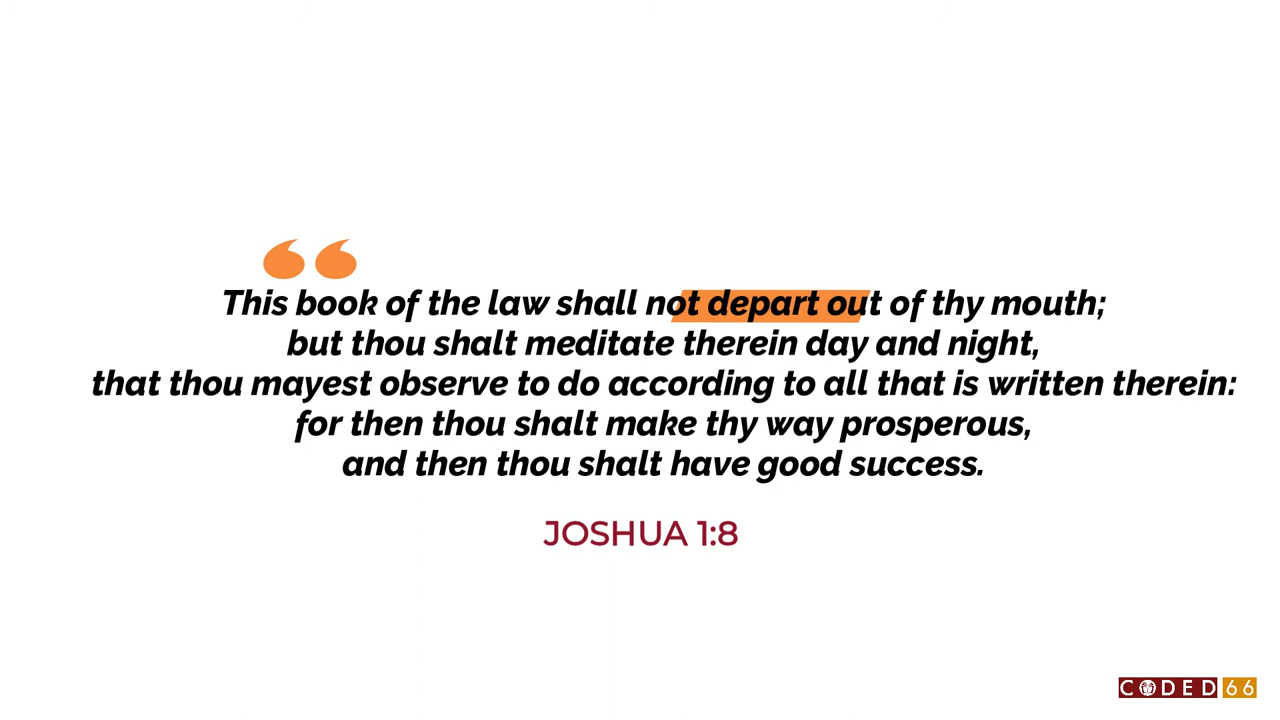 This book of the law shall not depart out of thy mouth;
but thou shalt meditate therein day and night,
that thou mayest observe to do according to all that is written therein:
for then thou shalt make thy way prosperous,
and then thou shalt have good success.
JOSHUA 1:8
CODED 66